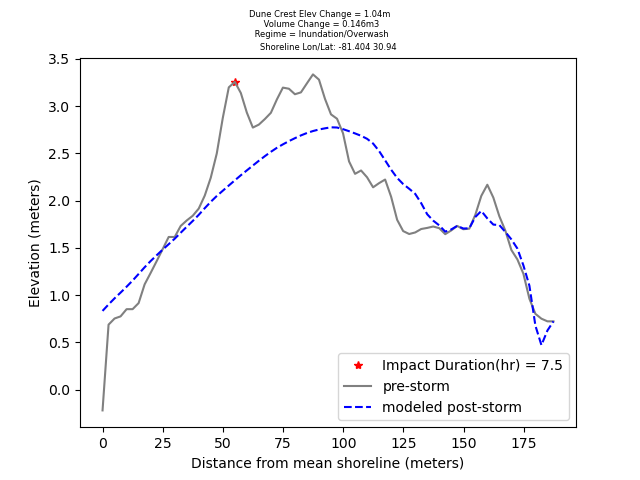 Dune Crest Elev Change = 1.04m
Volume Change = 0.146m3
Regime = Inundation/Overwash
Shoreline Lon/Lat: -81.404 30.94
3.5
3.0
2.5
2.0
1.5
1.0
0.5
0.0
Elevation (meters)
Impact Duration(hr) = 7.5
pre-storm
modeled post-storm
0 25 50 75 100 125 150 175
Distance from mean shoreline (meters)